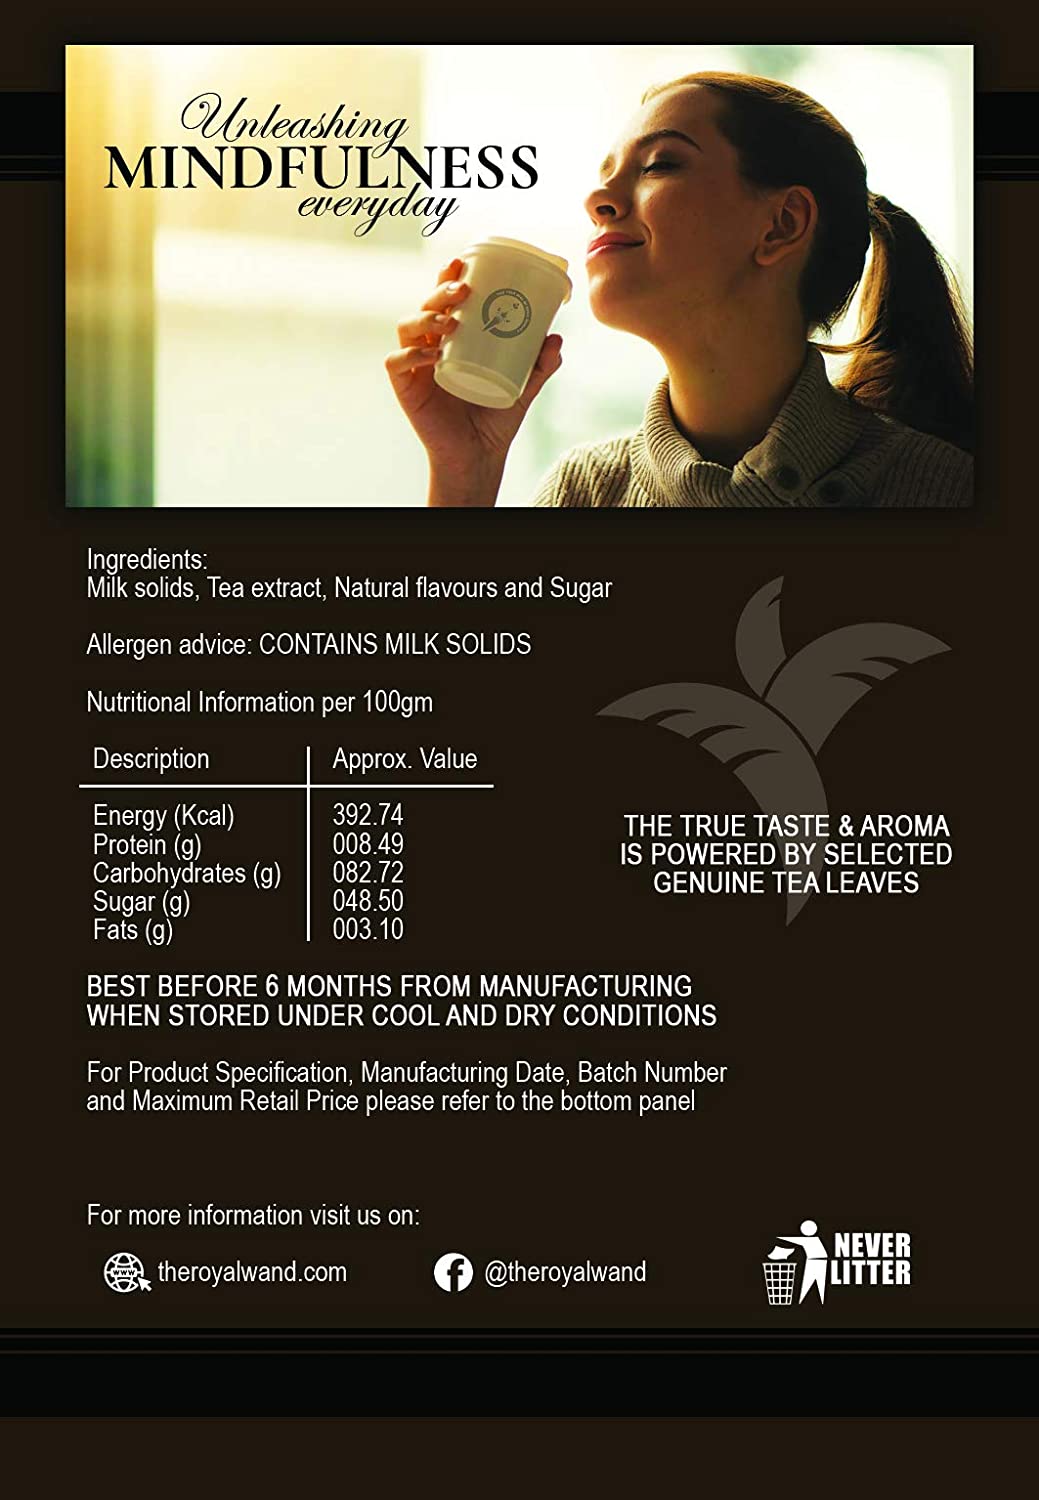 Unleashing
MINDFULNESS
everyday
Ingredients:
Milk solids, Tea extract, Natural flavours and Sugar
Allergen advice: CONTAINS MILK SOLIDS
Nutritional Information per 100gm
Description Approx. Value
Energy (Kcal) 392.74
Protein (g) 008.49
Carbohydrates (g) 082.72
Sugar (g) 048.50
Fats (g) 003.10
THE TRUE TASTE & AROMA
IS POWERED BY SELECTED
GENUINE TEA LEAVES
BEST BEFORE 6 MONTHS FROM MANUFACTURING
WHEN STORED UNDER COOL AND DRY CONDITIONS
For Product Specification, Manufacturing Date, Batch Number
and Maximum Retail Price please refer to the bottom panel
For more information visit us on:
www theroyalwand.com
f @theroyalwand
NEVER
LITTER